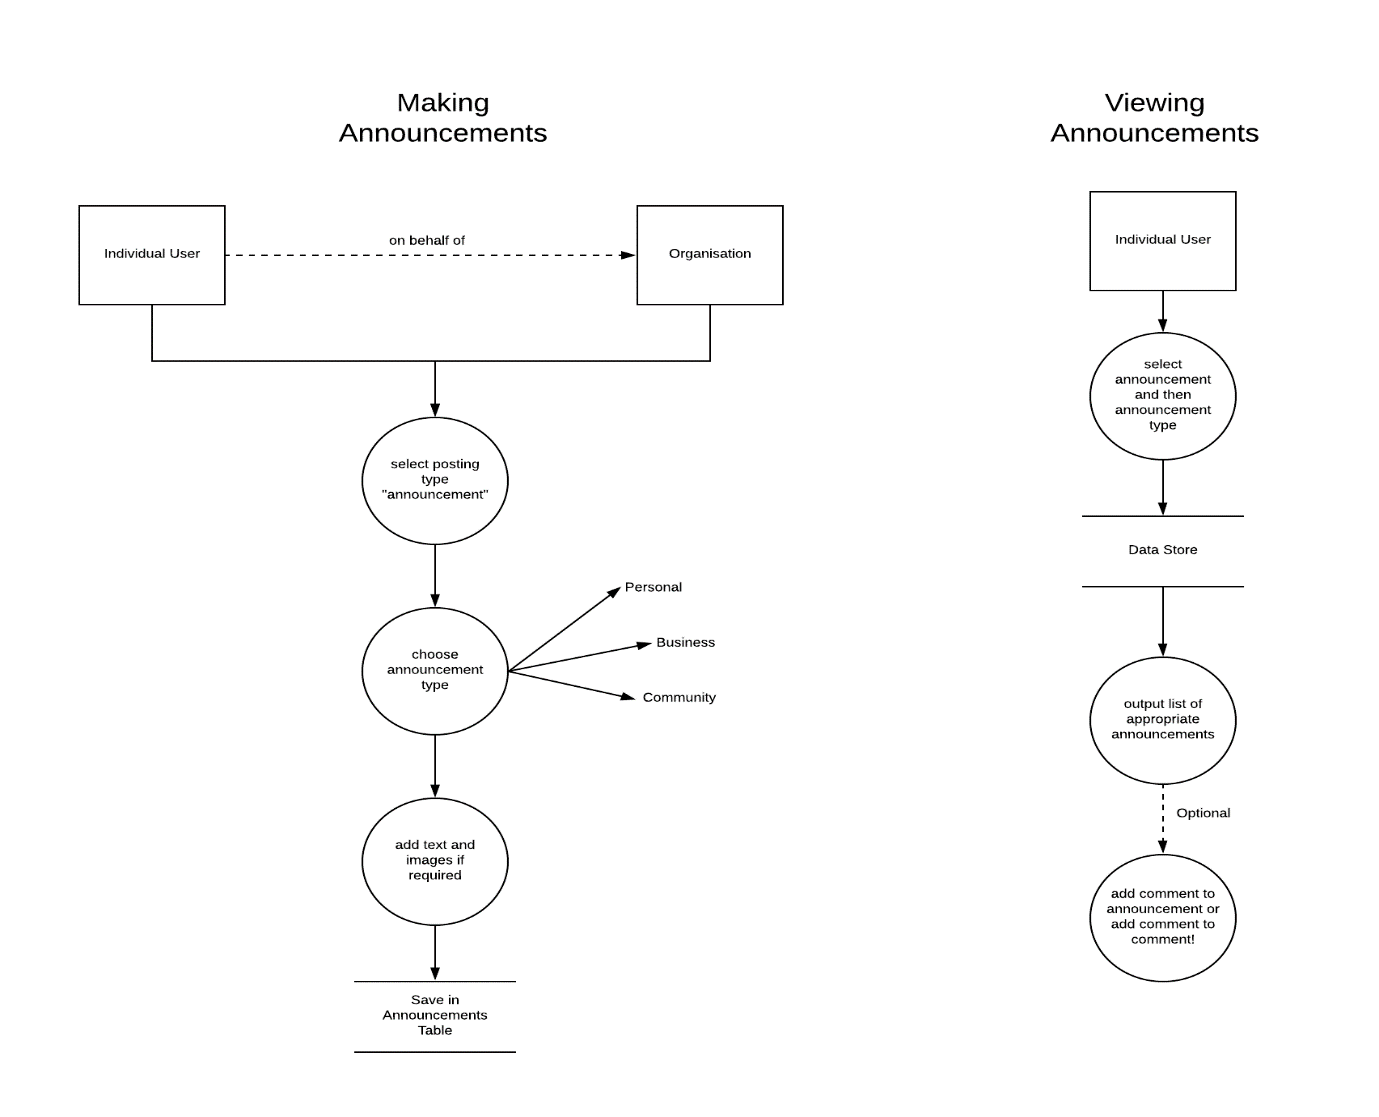 Making
Announcements
Individual User
on behalf of
Organisation
select posting
type
"announcement"
choose
announcement
type
Personal
Business
Community
add text and
images if
required
Save in
Announcements
Table
Viewing
Announcements
Individual User
select
announcement
and then
announcement
type
Data Store
output list of
appropriate
announcements
Optional
add comment to
announcement or
add comment to
comment!